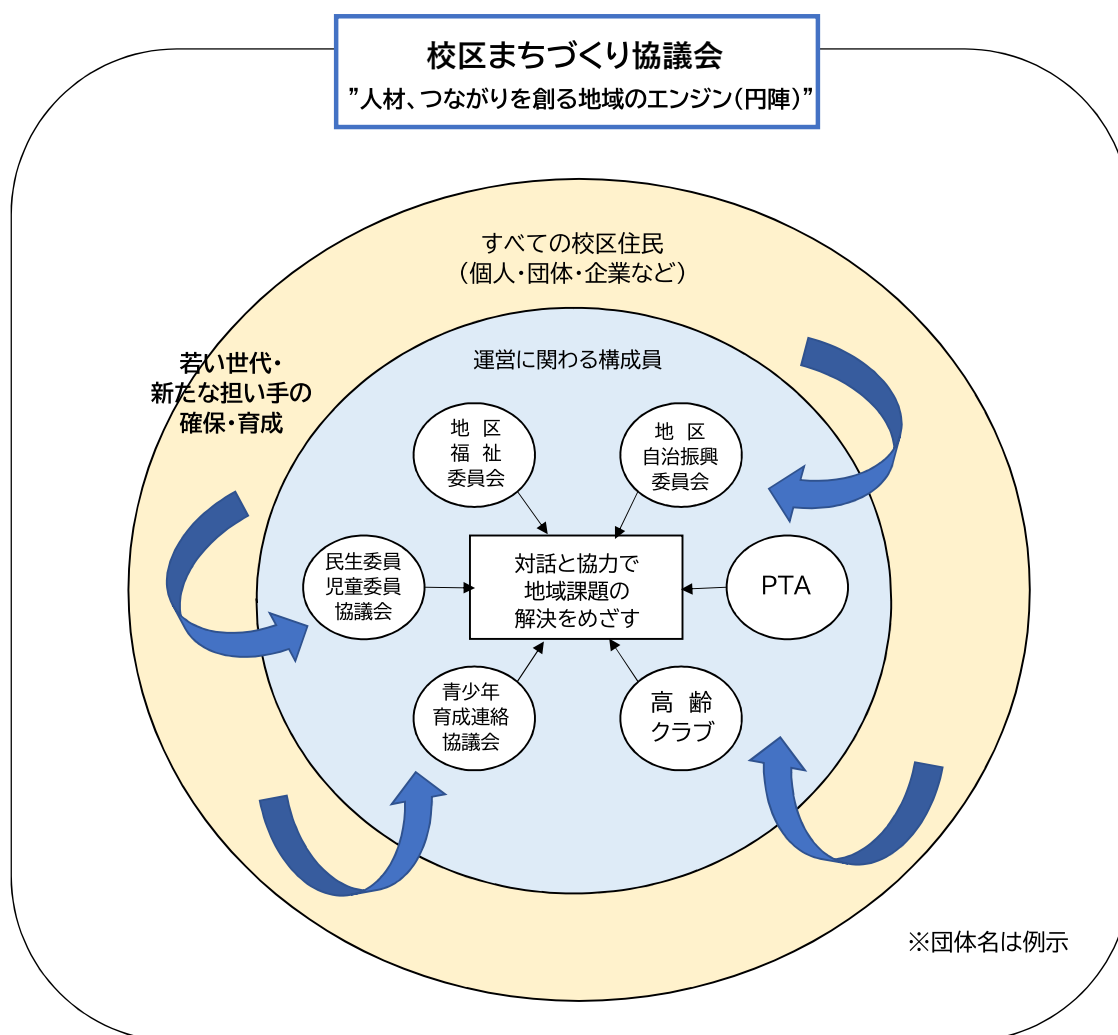 校区まちづくり協議会
”人材、つながりを創る地域のエンジン（円陣）”
すべての校区住民
（個人・団体・企業など）
若い世代・
新たな担い手の
確保・育成
運営に関わる構成員
地　区
福　祉
委員会
地　区
自治振興
委員会
民生委員
児童委員
協議会
対話と協力で
地域課題の
解決をめざす
PTA
青少年
育成連絡
協議会
高　齢
クラブ
※団体名は例示